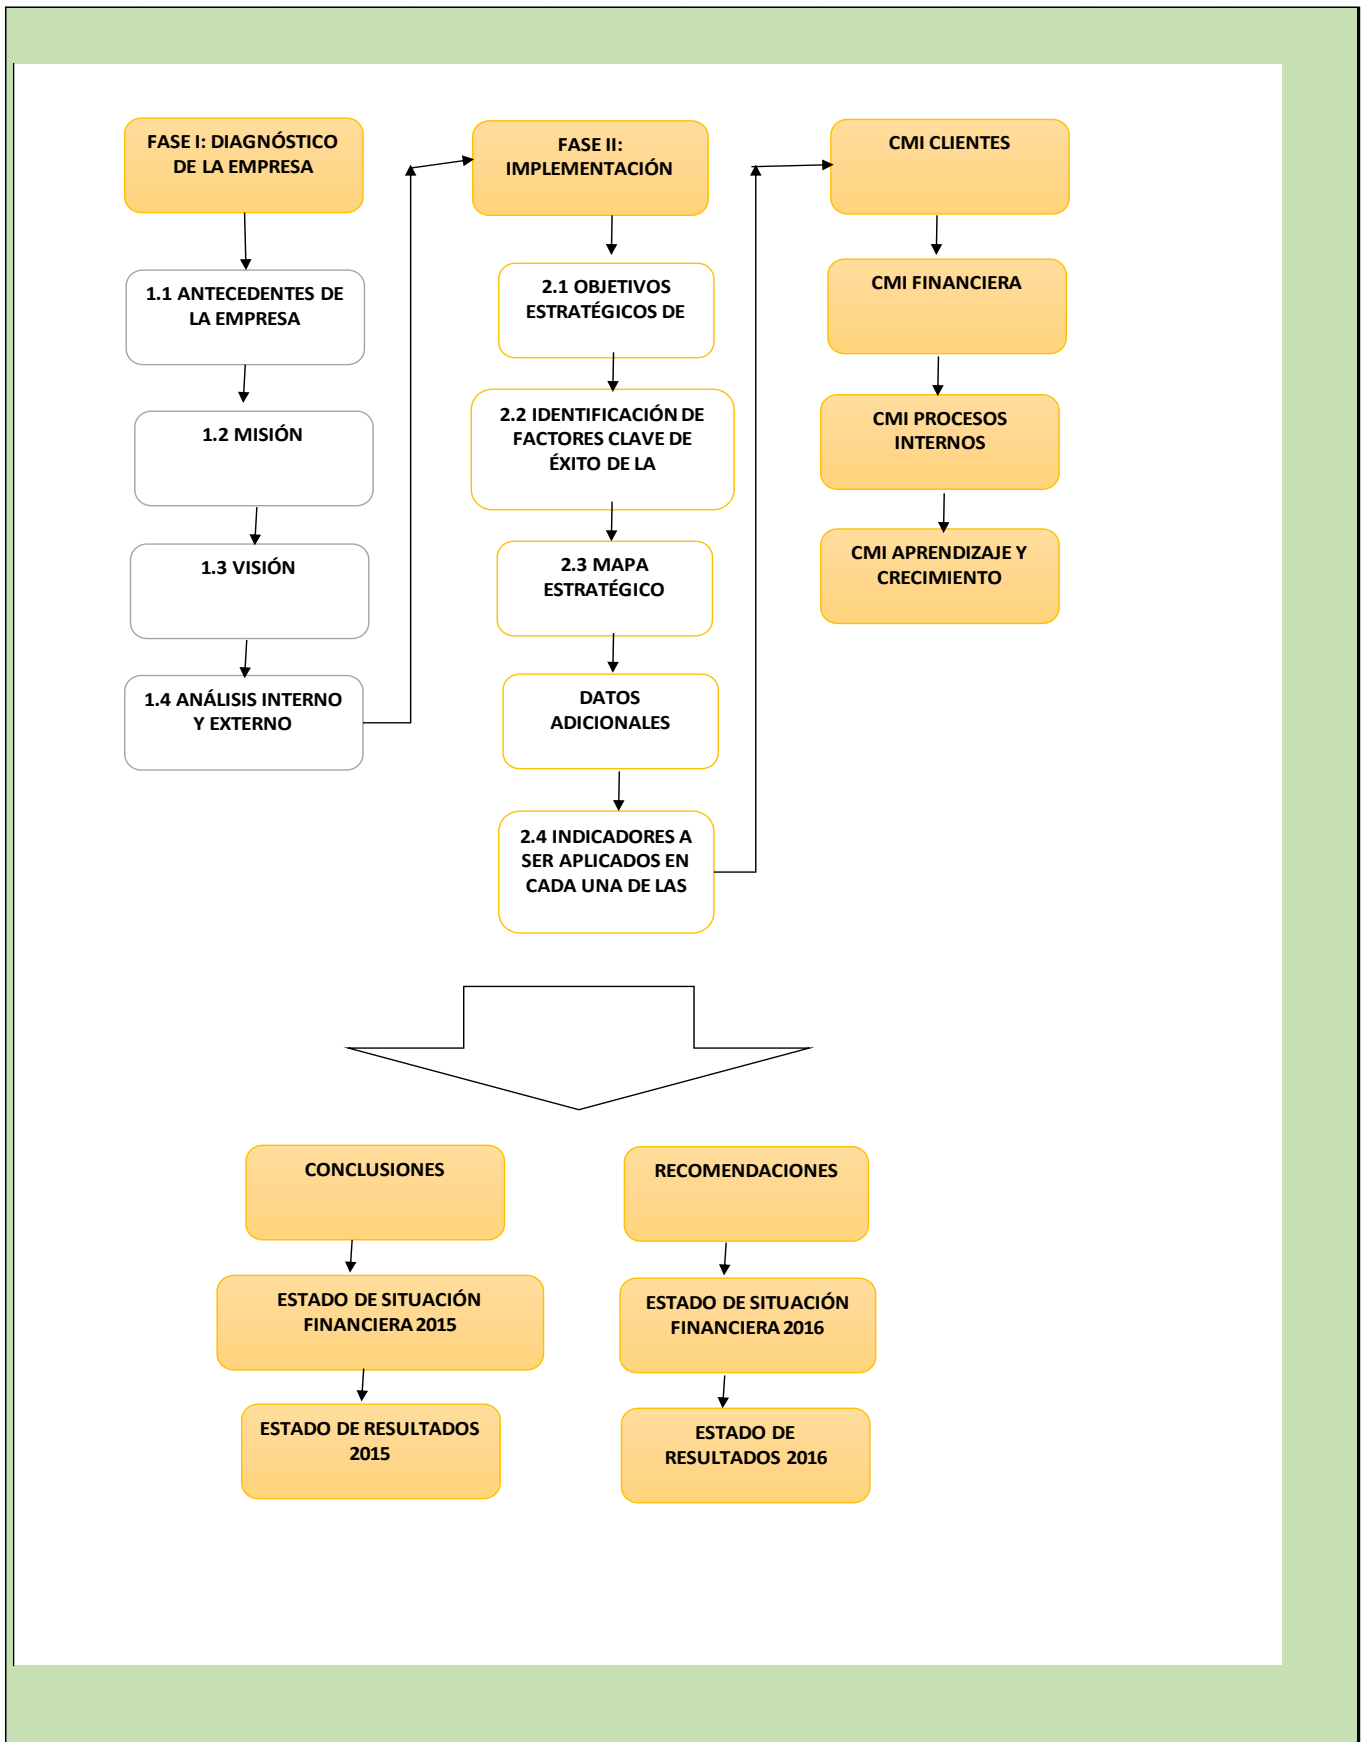 FASE I: DIAGNÓSTICO
DE LA EMPRESA
1.1 ANTECEDENTES DE
LA EMPRESA
1.2 MISIÓN
1.3 VISIÓN
1.4 ANÁLISIS INTERNO
Y EXTERNO
FASE II:
IMPLEMENTACIÓN
2.1 OBJETIVOS
ESTRATÉGICOS DE
2.2 IDENTIFICACIÓN DE
FACTORES CLAVE DE
ÉXITO DE LA
2.3 MAPA
ESTRATÉGICO
DATOS
ADICIONALES
2.4 INDICADORES A
SER APLICADOS EN
CADA UNA DE LAS
CMI CLIENTES
CMI FINANCIERA
CMI PROCESOS
INTERNOS
CMI APRENDIZAJE Y
CRECIMIENTO
CONCLUSIONES
ESTADO DE SITUACIÓN
FINANCIERA 2015
ESTADO DE RESULTADOS
2015
RECOMENDACIONES
ESTADO DE SITUACIÓN
FINANCIERA 2016
ESTADO DE
RESULTADOS 2016